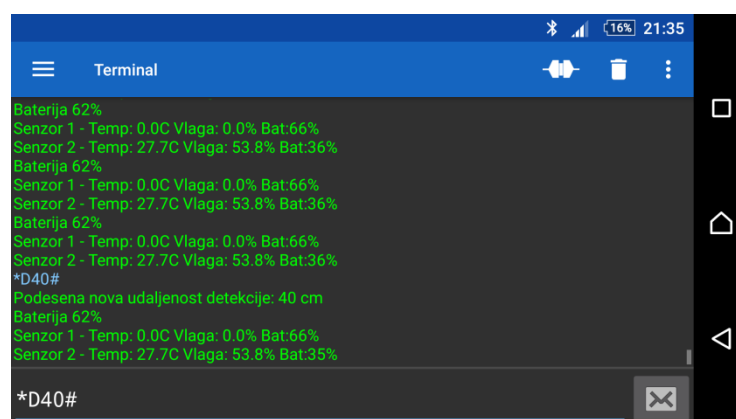 16% 21:35
Terminal
Baterija 62%
Senzor 1 - Temp: 0.0C Vlaga: 0.0% Bat:66%
Senzor 2 - Temp: 27.7C Vlaga: 53.8% Bat:36%
Baterija 62%
Senzor 1 - Temp: 0.0C Vlaga: 0.0% Bat:66%
Senzor 2 - Temp: 27.7C Vlaga: 53.8% Bat:36%
Baterija 62%
Senzor 1 - Temp: 0.0C Vlaga: 0.0% Bat:66%
Senzor 2 - Temp: 27.7C Vlaga: 53.8% Bat:36%
*D40#
Podesena nova udaljenost detekcije: 40 cm
Baterija 62%
Senzor 1 - Temp: 0.0C Vlaga: 0.0% Bat:66%
Senzor 2 - Temp: 27.7C Vlaga: 53.8% Bat:35%
*D40#